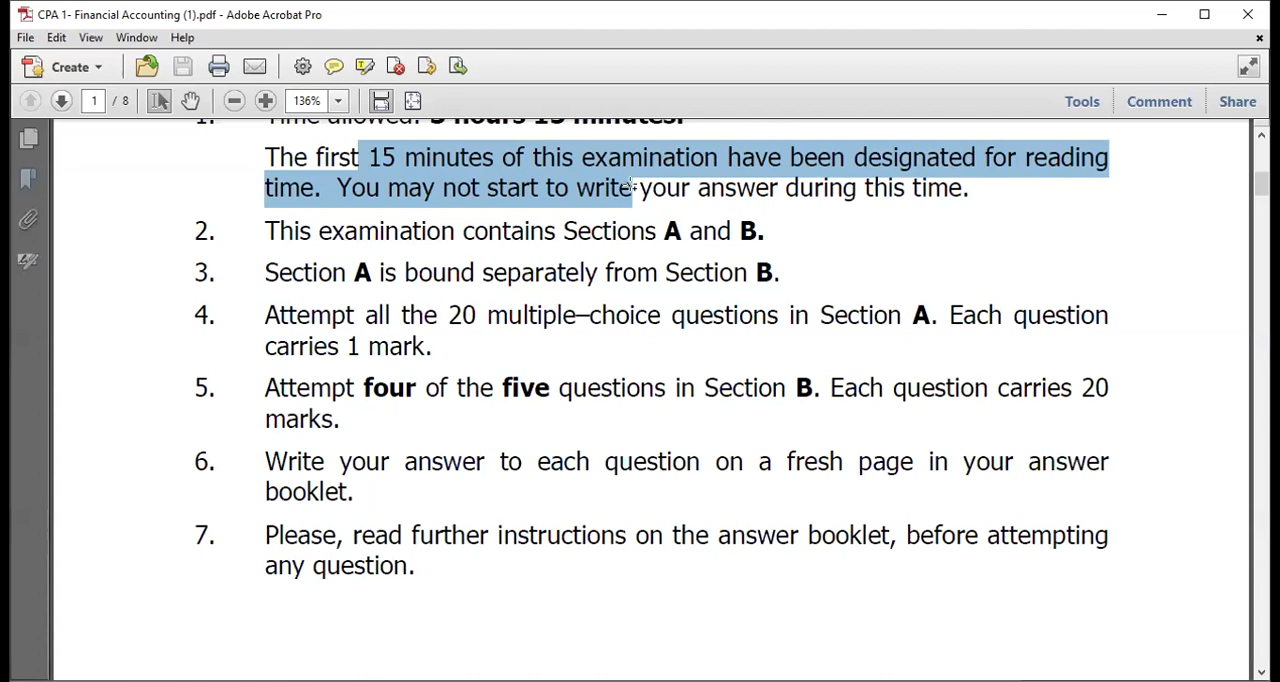 CPA 1- Financial Accounting (1).pdf - Adobe Acrobat Pro
File Edit View Window Help
Create
1 / 8 136% Tools Comment Share
1. Time allowed: 3 hours 15 minutes.
The first 15 minutes of this examination have been designated for reading
time. You may not start to write your answer during this time.
2. This examination contains Sections A and B.
3. Section A is bound separately from Section B.
4. Attempt all the 20 multiple–choice questions in Section A. Each question
carries 1 mark.
5. Attempt four of the five questions in Section B. Each question carries 20
marks.
6. Write your answer to each question on a fresh page in your answer
booklet.
7. Please, read further instructions on the answer booklet, before attempting
any question.